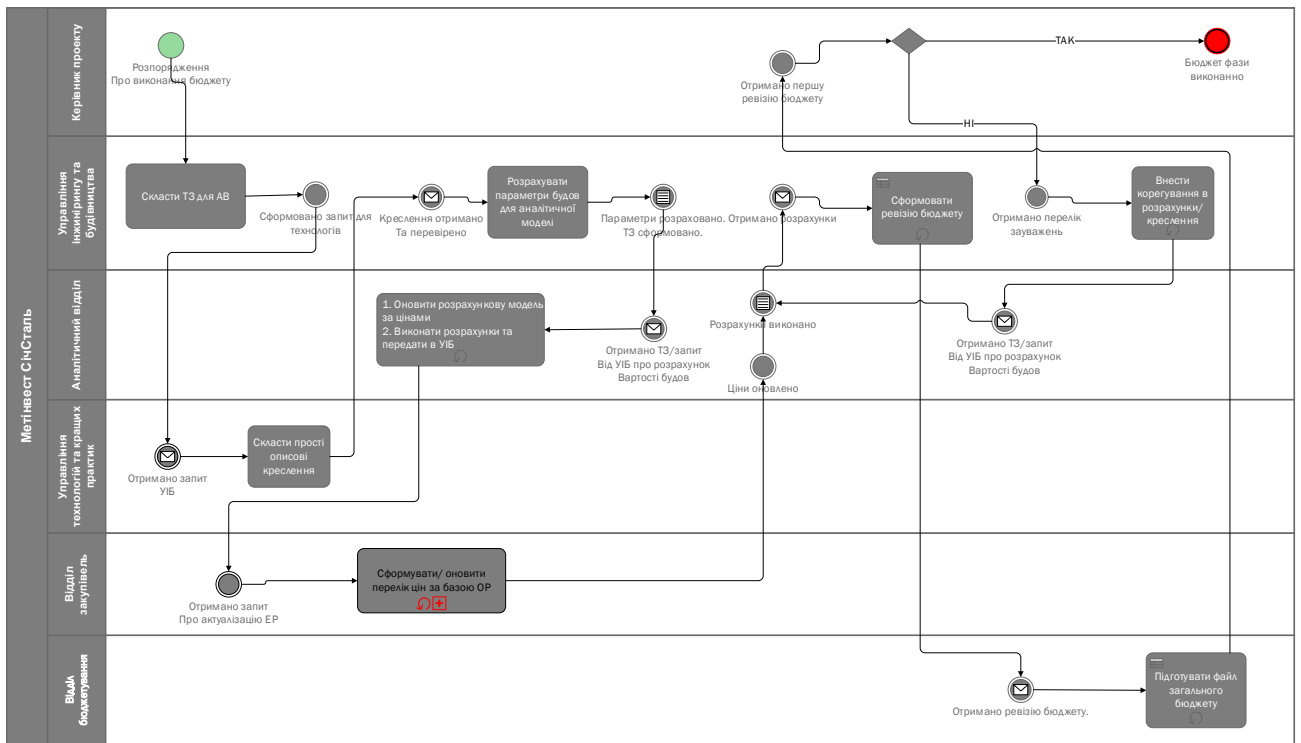 Метінвест СічСталь
Керівник проекту
Розпорядження
Про виконання бюджету
Отримано першу
ревізію бюджету
ТАК
НІ
Бюджет фази
виконанно
Управління
інжинірингу та
будівництва
Скласти ТЗ для АВ
Сформовано запит для
технологів
Креслення отримано
Та перевірено
Розрахувати
параметри будов
для аналітичної
моделі
Параметри розраховано.
ТЗ сформовано.
Отримано розрахунки
Сформовати
ревізію бюджету
Отримано перелік
зауважень
Внести
корегування в
розрахунки/
креслення
Аналітичний відділ
1. Оновити розрахункову модель
за цінами
2. Виконати розрахунки та
передати в УІБ
Отримано ТЗ/запит
Від УІБ про розрахунок
Вартості будов
Розрахунки виконано
Ціни оновлено
Отримано ТЗ/запит
Від УІБ про розрахунок
Вартості будов
Управління
технологій та кращих
практик
Отримано запит
УІБ
Скласти прості
описові
креслення
Відділ
закупівель
Отримано запит
Про актуалізацію ЕР
Сформувати/ оновити
перелік цін за базою ОР
Відділ
бюджетування
Отримано ревізію бюджету.
Підготувати файл
загального
бюджету